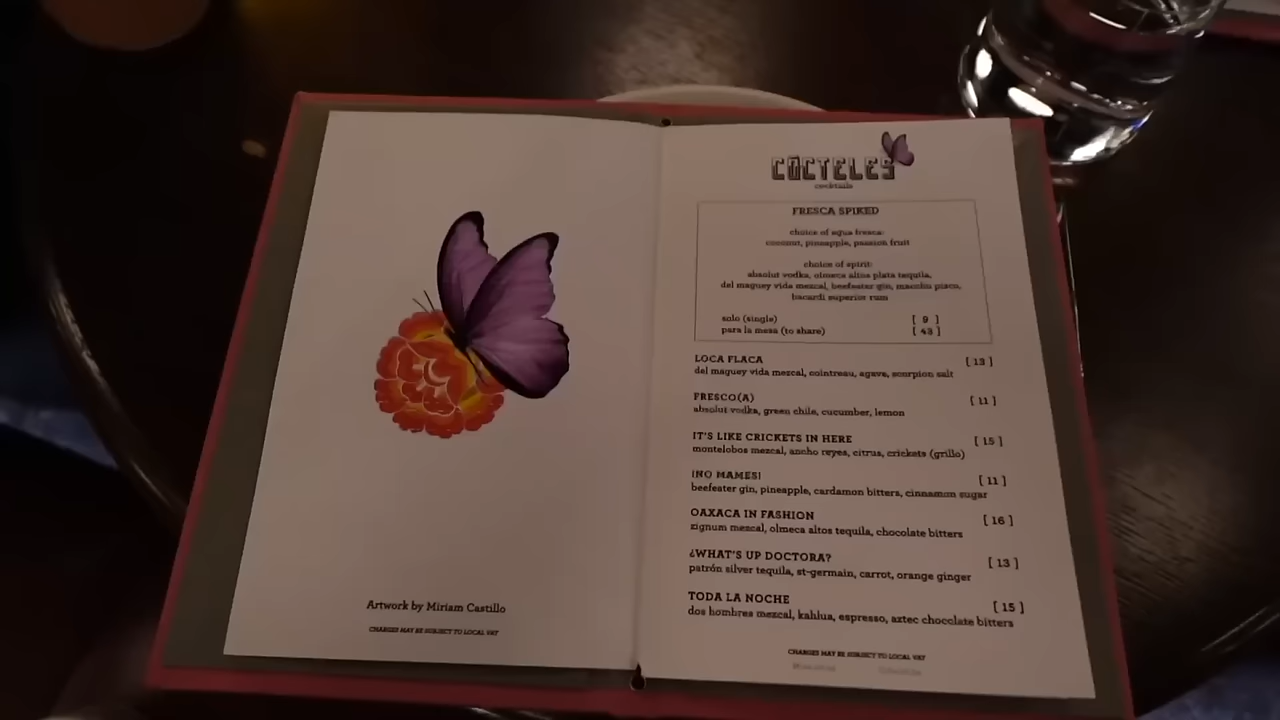 Artwork by Miriam Castillo
CHARGES MAY BE SUBJECT TO LOCAL VAT
CŌCTELES
cocktails
FRESCA SPIKED
choice of agua fresca:
coconut, pineapple, passion fruit
choice of spirit:
absolut vodka, olmeca altos plata tequila,
del maguey vida mezcal, beefeater gin, macchu pisco,
bacardi superior rum
solo (single) [ 9 ]
para la mesa (to share) [ 43 ]
LOCA FLACA [ 13 ]
del maguey vida mezcal, cointreau, agave, scorpion salt
FRESCO(A) [ 11 ]
absolut vodka, green chile, cucumber, lemon
IT'S LIKE CRICKETS IN HERE [ 15 ]
montelobos mezcal, ancho reyes, citrus, crickets (grillo)
¡NO MAMES! [ 11 ]
beefeater gin, pineapple, cardamon bitters, cinnamon sugar
OAXACA IN FASHION [ 16 ]
zignum mezcal, olmeca altos tequila, chocolate bitters
¿WHAT'S UP DOCTORA? [ 13 ]
patrón silver tequila, st-germain, carrot, orange ginger
TODA LA NOCHE [ 15 ]
dos hombres mezcal, kahlua, espresso, aztec chocolate bitters
CHARGES MAY BE SUBJECT TO LOCAL VAT